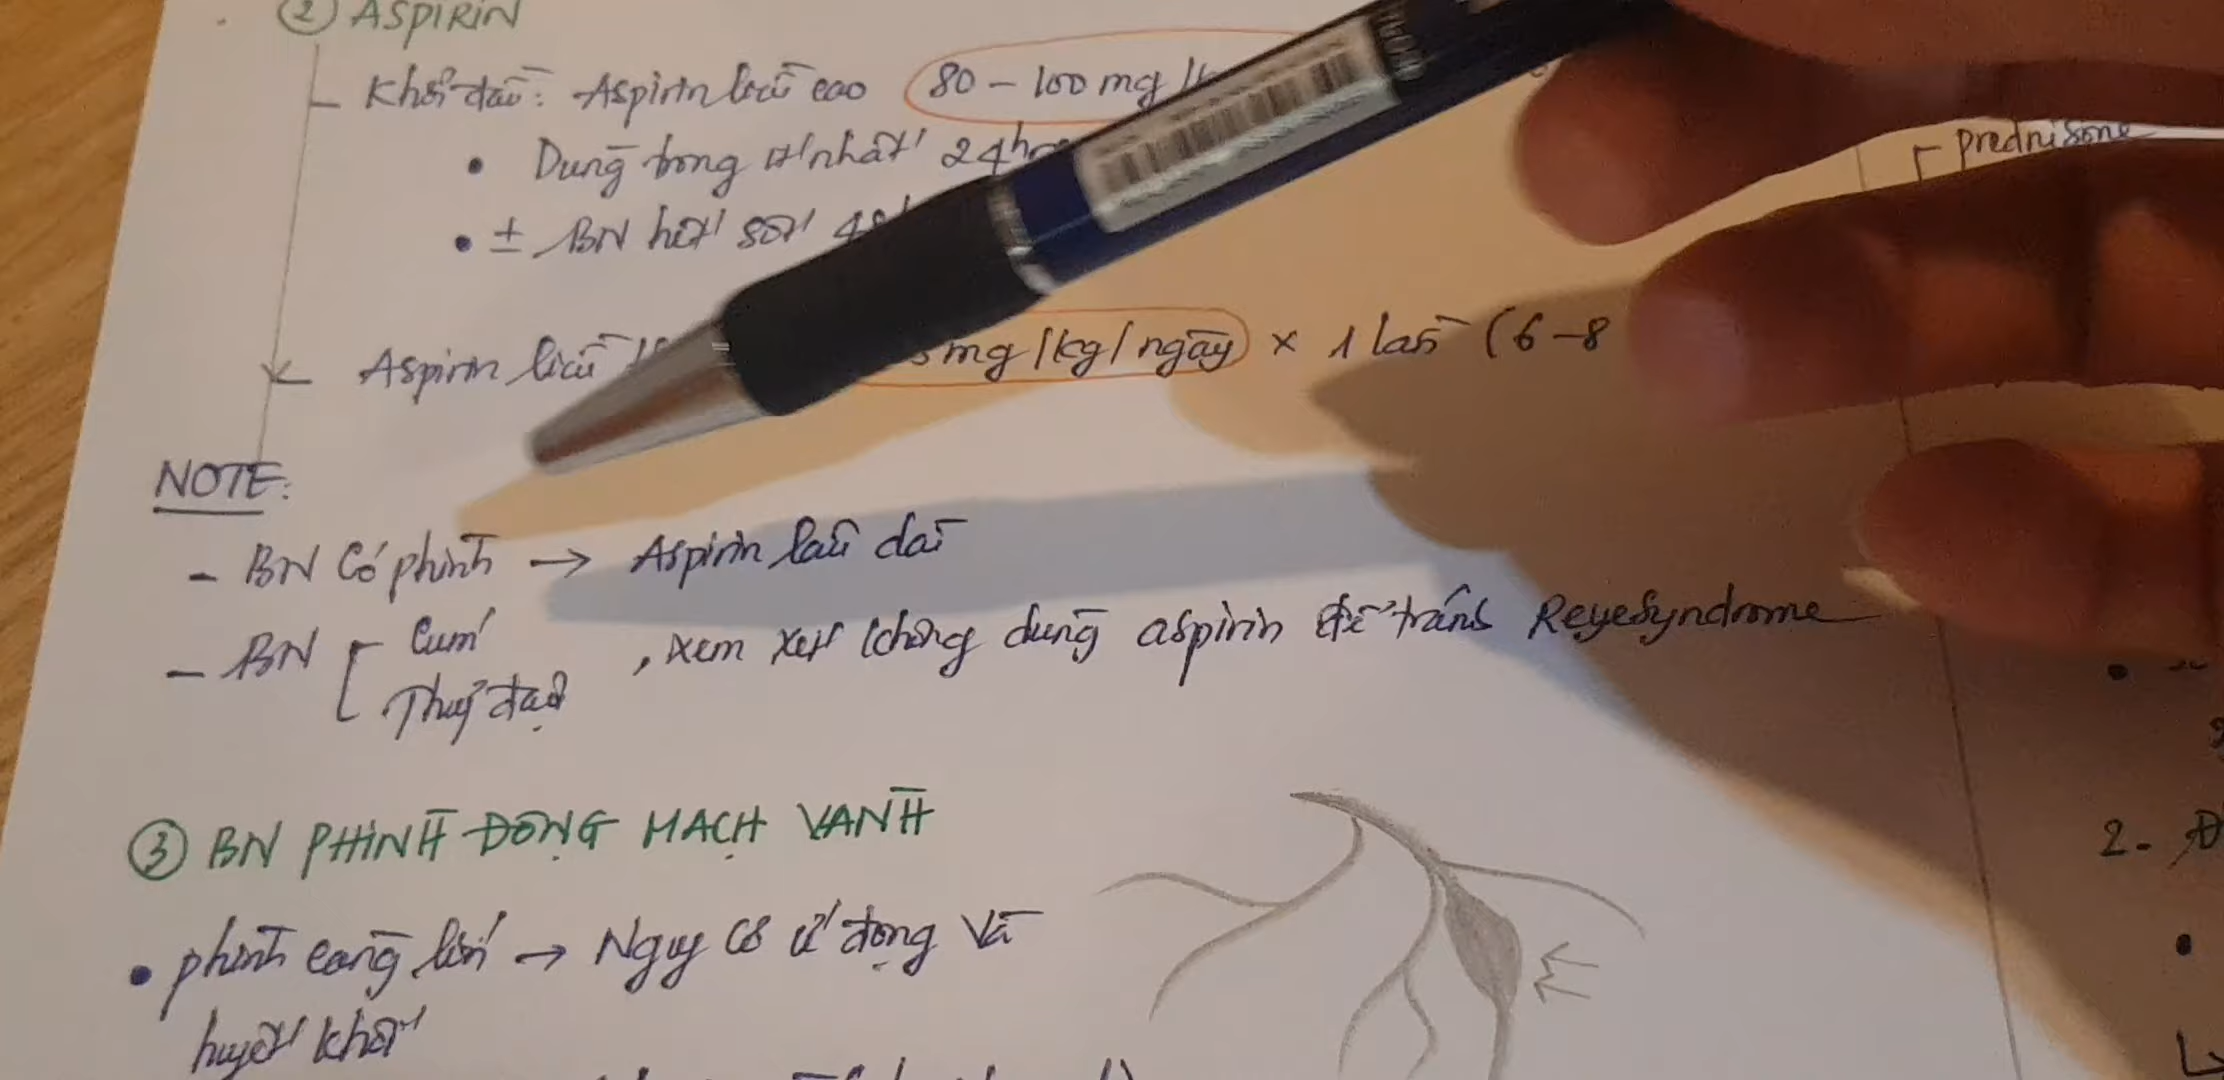 ② ASPIRIN
- Khởi đầu: Aspirin liều cao 80 – 100 mg /k
• Dùng trong ít nhất 24h
• ± BN hết sốt 48h
prednisone
Aspirin liều mg /kg/ ngày × 1 lần (6 – 8
NOTE:
- BN Có phình → Aspirin lâu dài
- BN Cúm
Thuỷ đậu , xem xét không dùng aspirin để tránh Reye Syndrome
③ BN PHÌNH ĐỘNG MẠCH VÀNH
2.
• phình càng lớn → Nguy cơ ứ đọng và
huyết khối